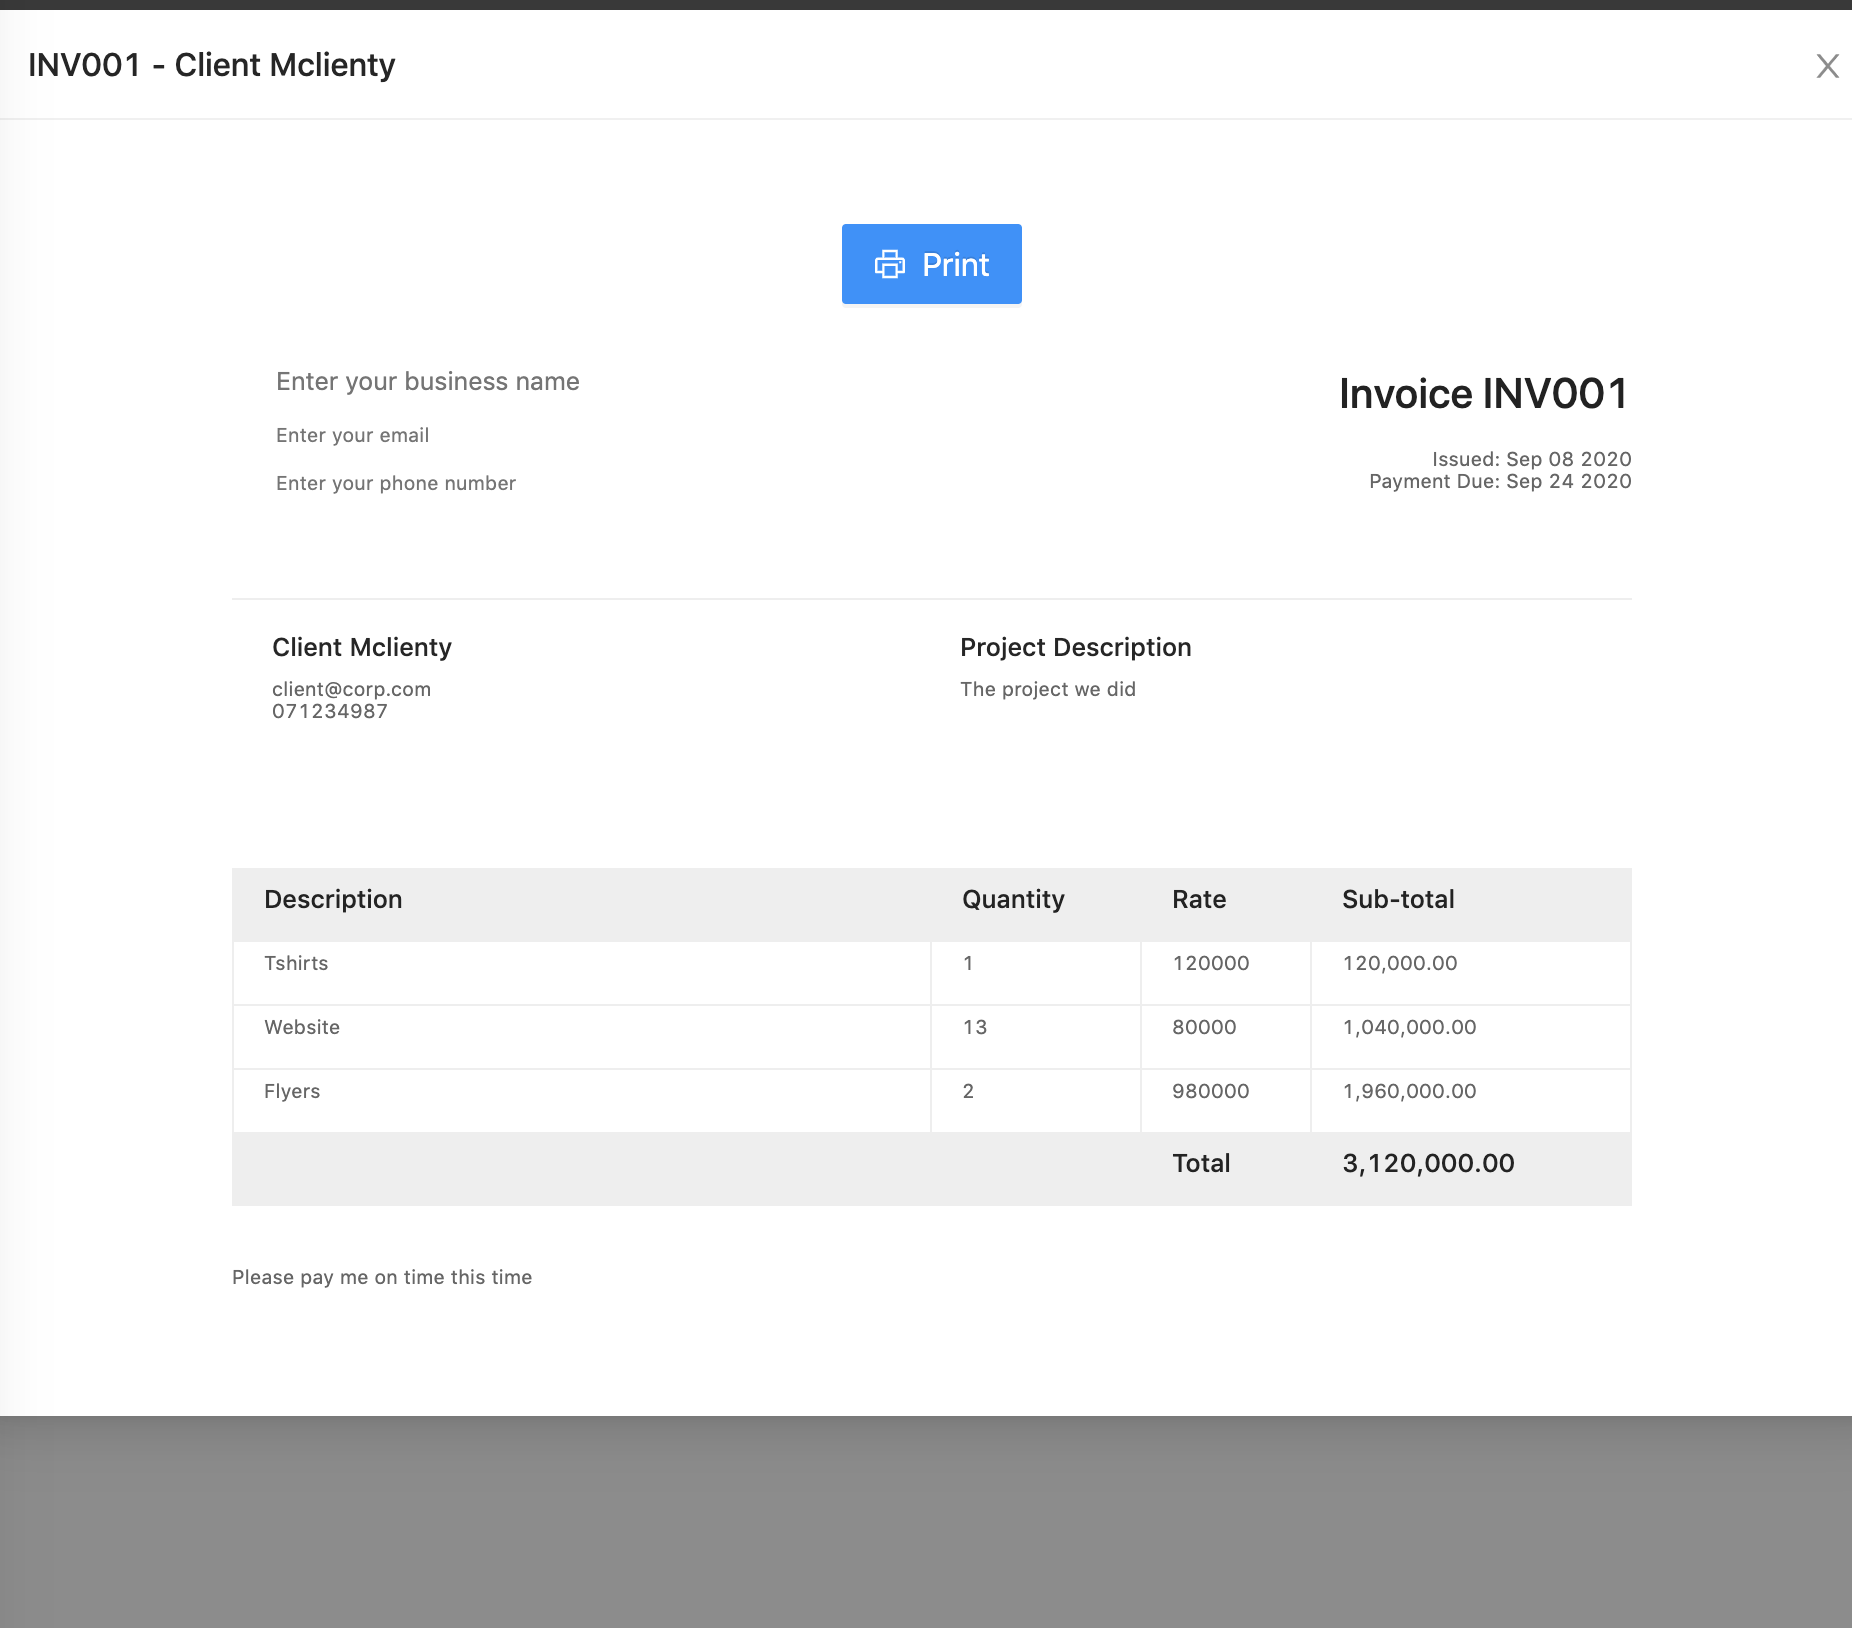 INV001 - Client Mclienty
Print
Enter your business name
Enter your email
Enter your phone number
Invoice INV001
Issued: Sep 08 2020
Payment Due: Sep 24 2020
Client Mclienty
client@corp.com
071234987
Project Description
The project we did
Description Quantity Rate Sub-total
Tshirts 1 120000 120,000.00
Website 13 80000 1,040,000.00
Flyers 2 980000 1,960,000.00
Total 3,120,000.00
Please pay me on time this time